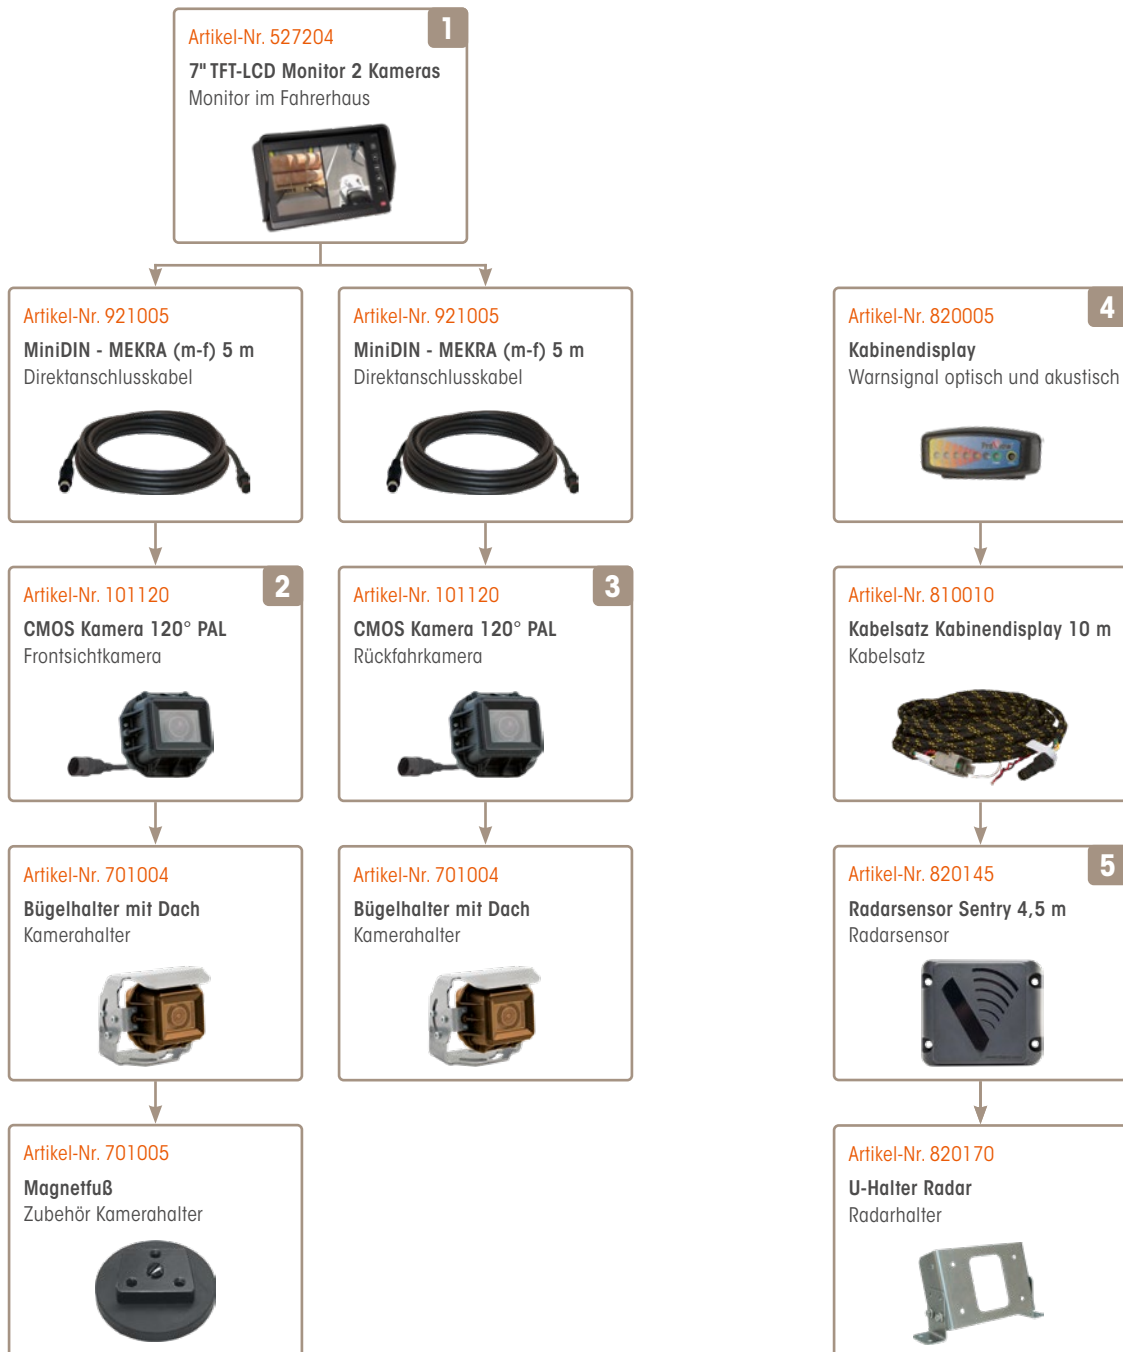 1
Artikel-Nr. 527204
7" TFT-LCD Monitor 2 Kameras
Monitor im Fahrerhaus
Artikel-Nr. 921005
MiniDIN - MEKRA (m-f) 5 m
Direktanschlusskabel
Artikel-Nr. 921005
MiniDIN - MEKRA (m-f) 5 m
Direktanschlusskabel
4
Artikel-Nr. 820005
Kabinendisplay
Warnsignal optisch und akustisch
2
Artikel-Nr. 101120
CMOS Kamera 120° PAL
Frontsichtkamera
3
Artikel-Nr. 101120
CMOS Kamera 120° PAL
Rückfahrkamera
Artikel-Nr. 810010
Kabelsatz Kabinendisplay 10 m
Kabelsatz
Artikel-Nr. 701004
Bügelhalter mit Dach
Kamerahalter
Artikel-Nr. 701004
Bügelhalter mit Dach
Kamerahalter
5
Artikel-Nr. 820145
Radarsensor Sentry 4,5 m
Radarsensor
Artikel-Nr. 701005
Magnetfuß
Zubehör Kamerahalter
Artikel-Nr. 820170
U-Halter Radar
Radarhalter